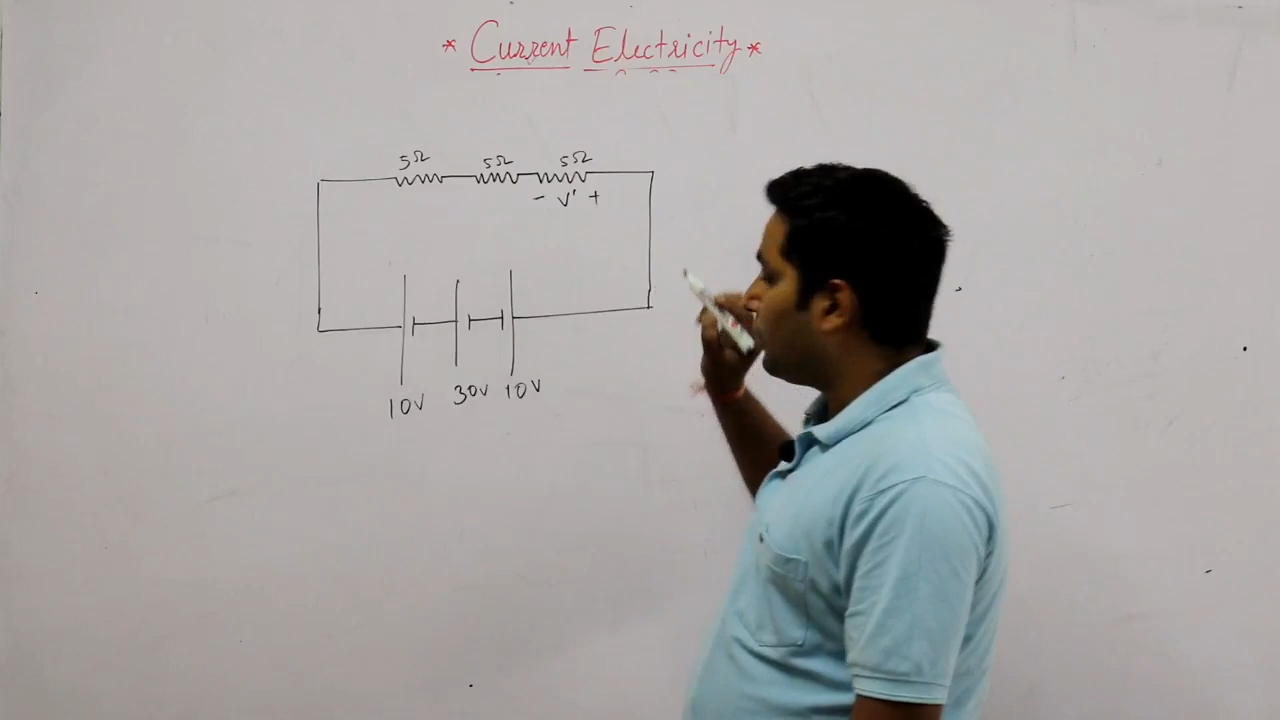 * Current Electricity *
5Ω 5Ω 5Ω
- V' +
10V 30V 10V